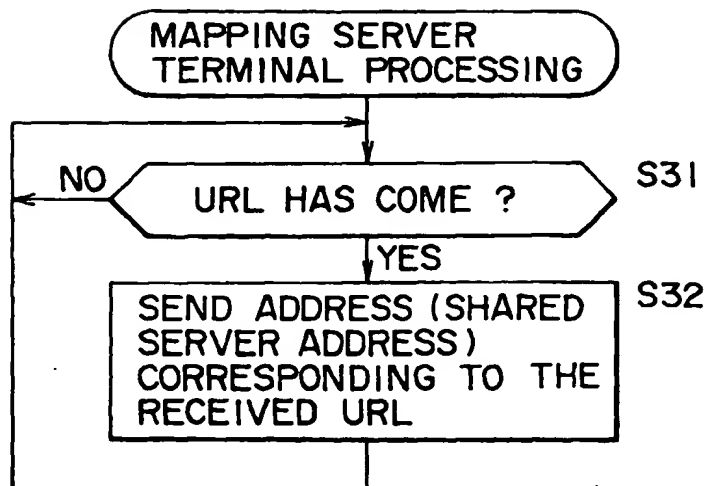 MAPPING SERVER
TERMINAL PROCESSING
NO
URL HAS COME ?
S31
YES
SEND ADDRESS (SHARED
SERVER ADDRESS)
CORRESPONDING TO THE
RECEIVED URL
S32